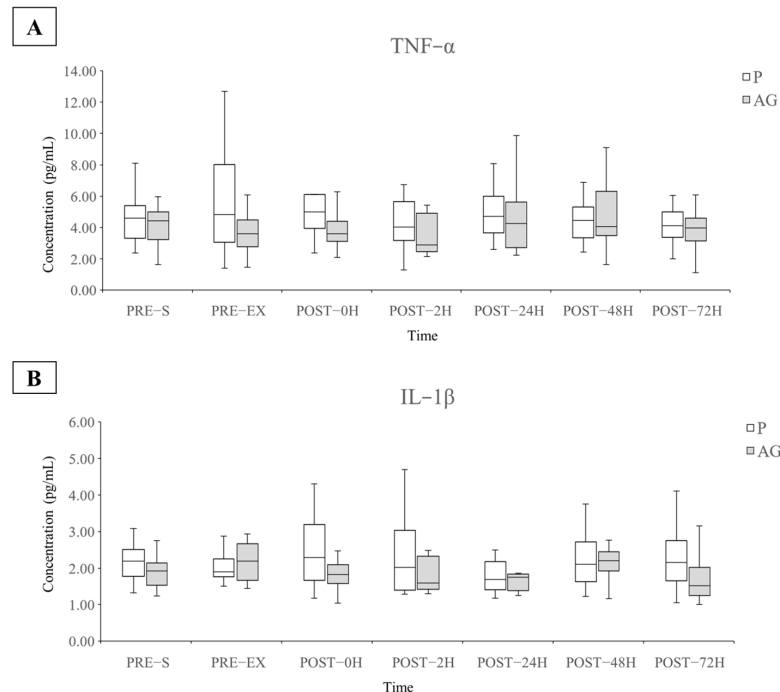 A
TNF-α
14.00
12.00
10.00
8.00
6.00
4.00
2.00
0.00
Concentration (pg/mL)
P
AG
PRE-S PRE-EX POST-0H POST-2H POST-24H POST-48H POST-72H
Time
B
IL-1β
6.00
5.00
4.00
3.00
2.00
1.00
0.00
Concentration (pg/mL)
P
AG
PRE-S PRE-EX POST-0H POST-2H POST-24H POST-48H POST-72H
Time